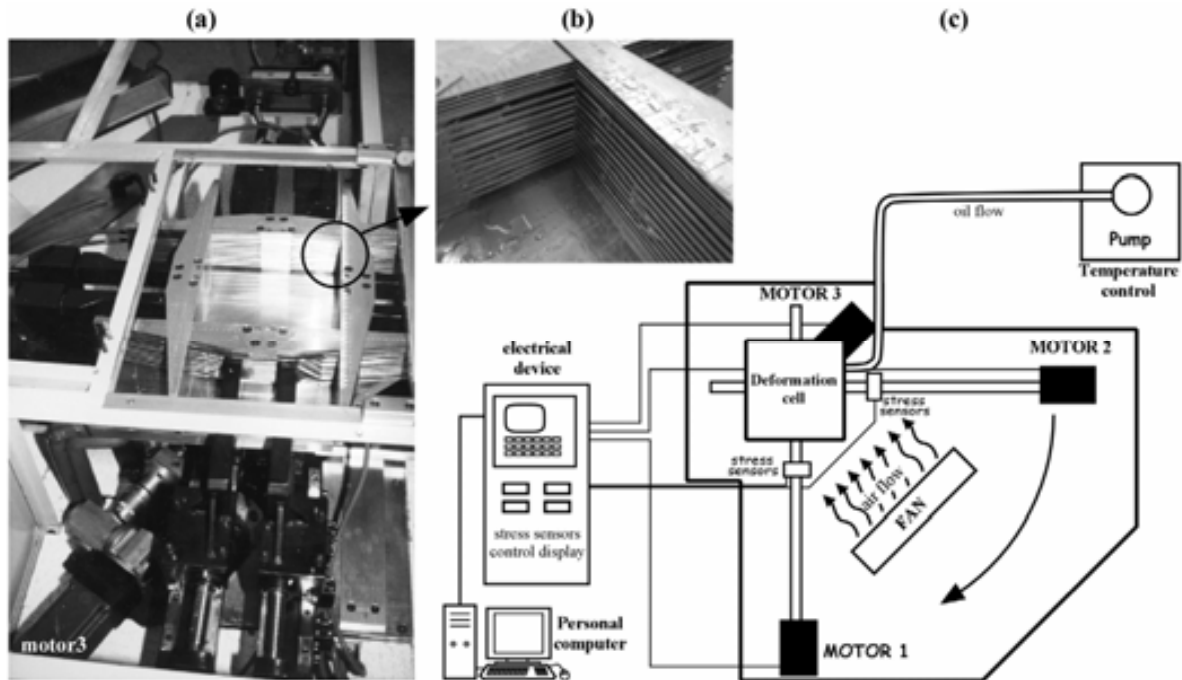 (a)
(b)
(c)
motor3
oil flow
Pump
Temperature
control
MOTOR 3
MOTOR 2
electrical
device
Deformation
cell
stress
sensors
stress
sensors
air flow
FAN
stress sensors
control display
Personal
computer
MOTOR 1